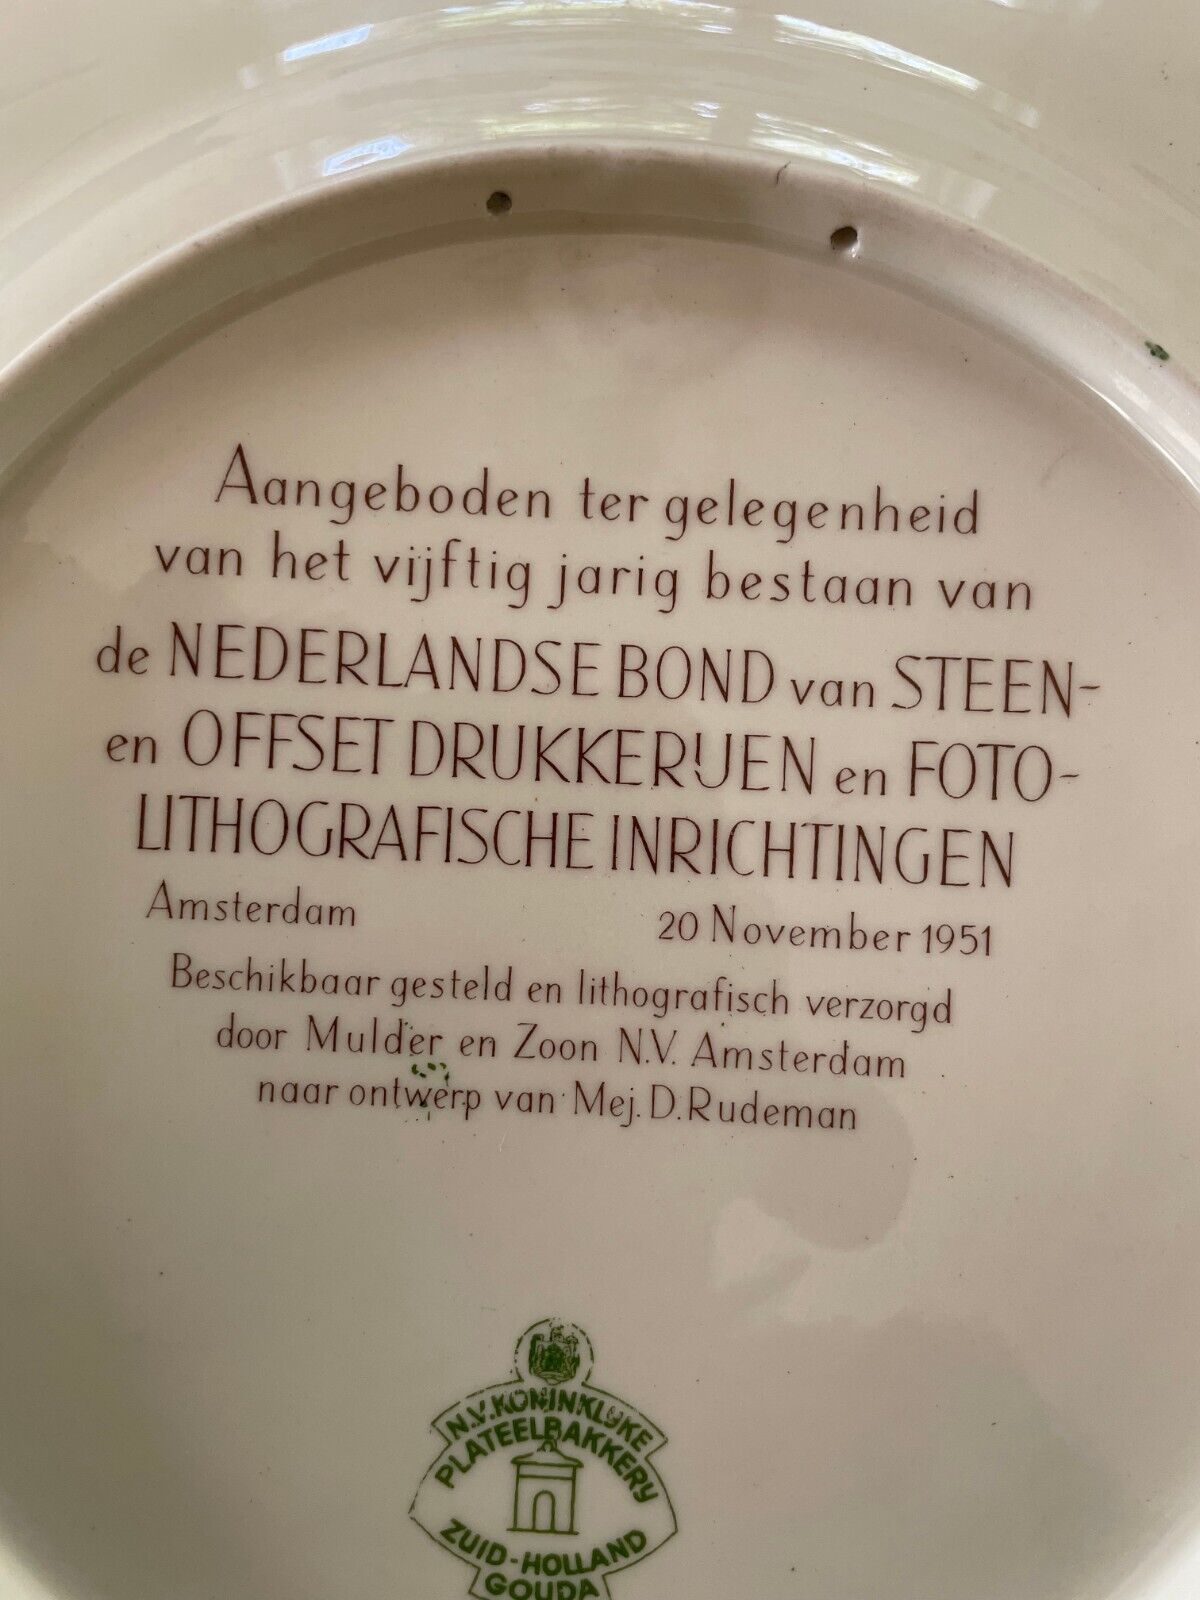 Aangeboden ter gelegenheid
van het vijftig jarig bestaan van
de NEDERLANDSE BOND van STEEN-
en OFFSET DRUKKERIJEN en FOTO-
LITHOGRAFISCHE INRICHTINGEN
Amsterdam 20 November 1951
Beschikbaar gesteld en lithografisch verzorgd
door Mulder en Zoon N.V. Amsterdam
naar ontwerp van Mej. D. Rudeman
N.V. KONINKLIJKE
PLATEELBAKKERY
ZUID-HOLLAND
GOUDA